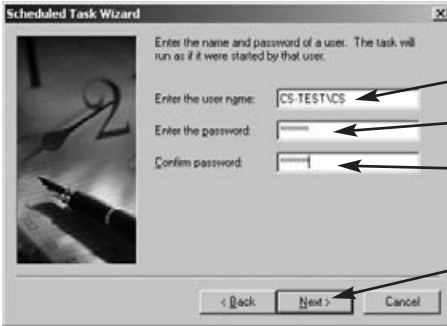 Scheduled Task Wizard
Enter the name and password of a user. The task will
run as if it were started by that user.
Enter the user name: CS-TEST\CS
Enter the password: ********
Confirm password: ********
< Back Next > Cancel